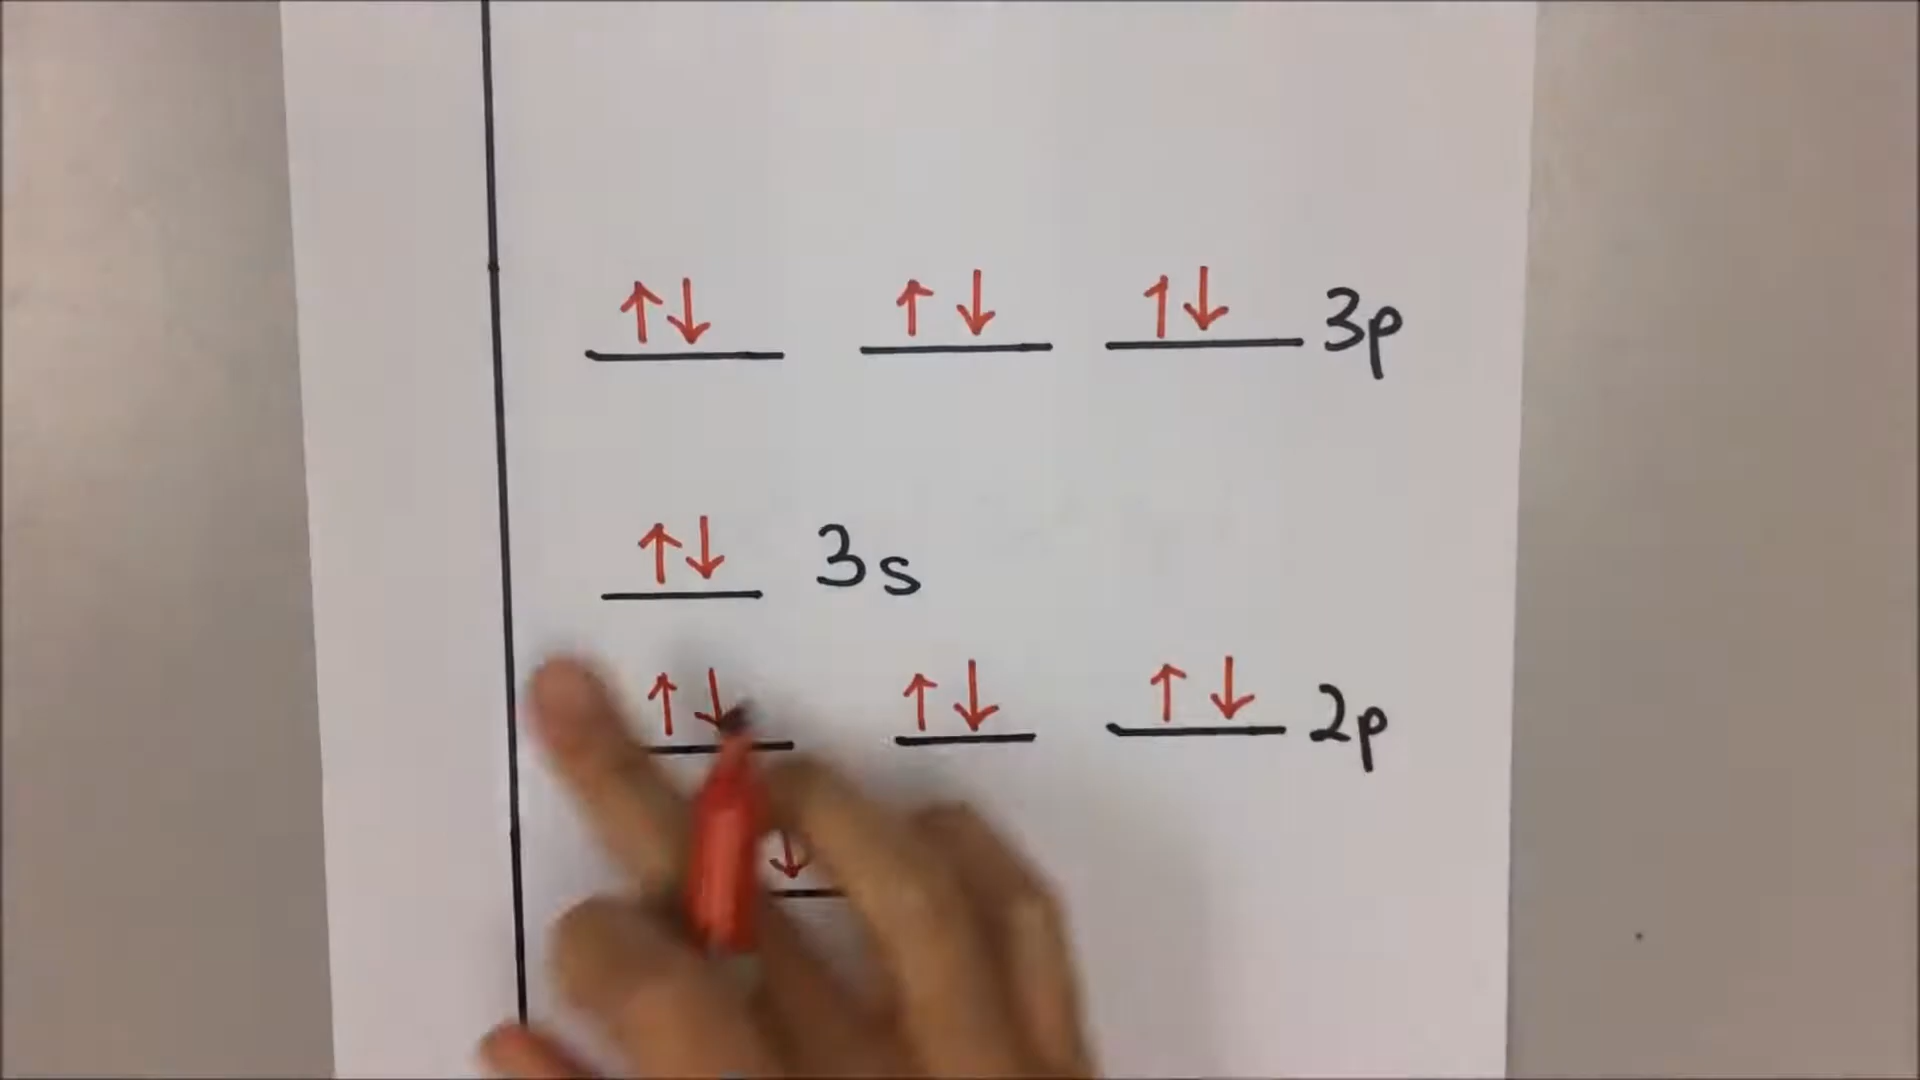 ↑↓ ↑↓ ↑↓ 3p
↑↓ 3s
↑↓ ↑↓ ↑↓ 2p
↓